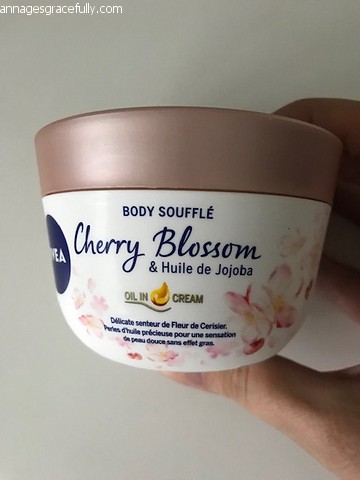 annagesgracefully.com
BODY SOUFFLÉ
Cherry Blossom
& Huile de Jojoba
OIL IN CREAM
Délicate senteur de Fleur de Cerisier.
Perles d'huile précieuse pour une sensation
de peau douce sans effet gras.